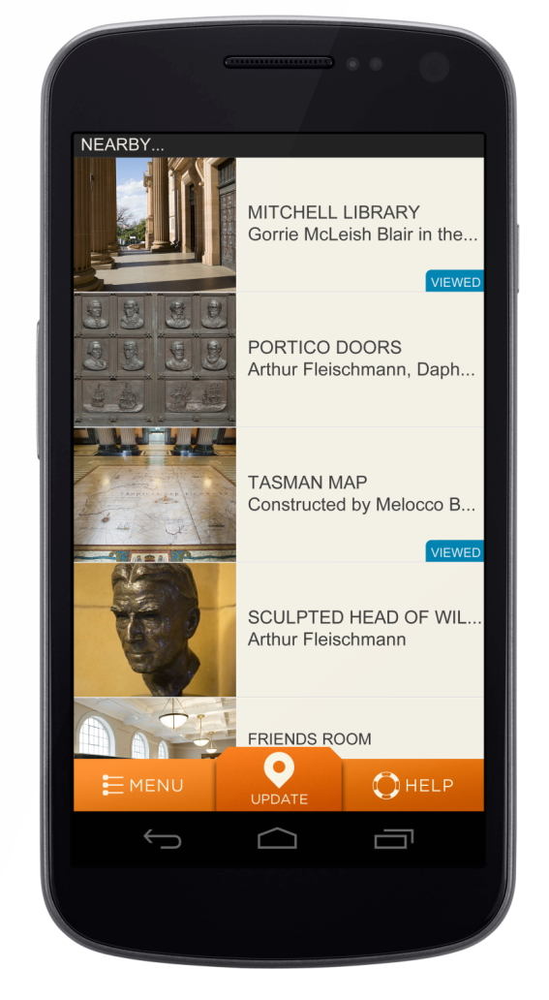 NEARBY...
MITCHELL LIBRARY
Gorrie McLeish Blair in the...
VIEWED
PORTICO DOORS
Arthur Fleischmann, Daph...
TASMAN MAP
Constructed by Melocco B...
VIEWED
SCULPTED HEAD OF WIL...
Arthur Fleischmann
FRIENDS ROOM
MENU
UPDATE
HELP